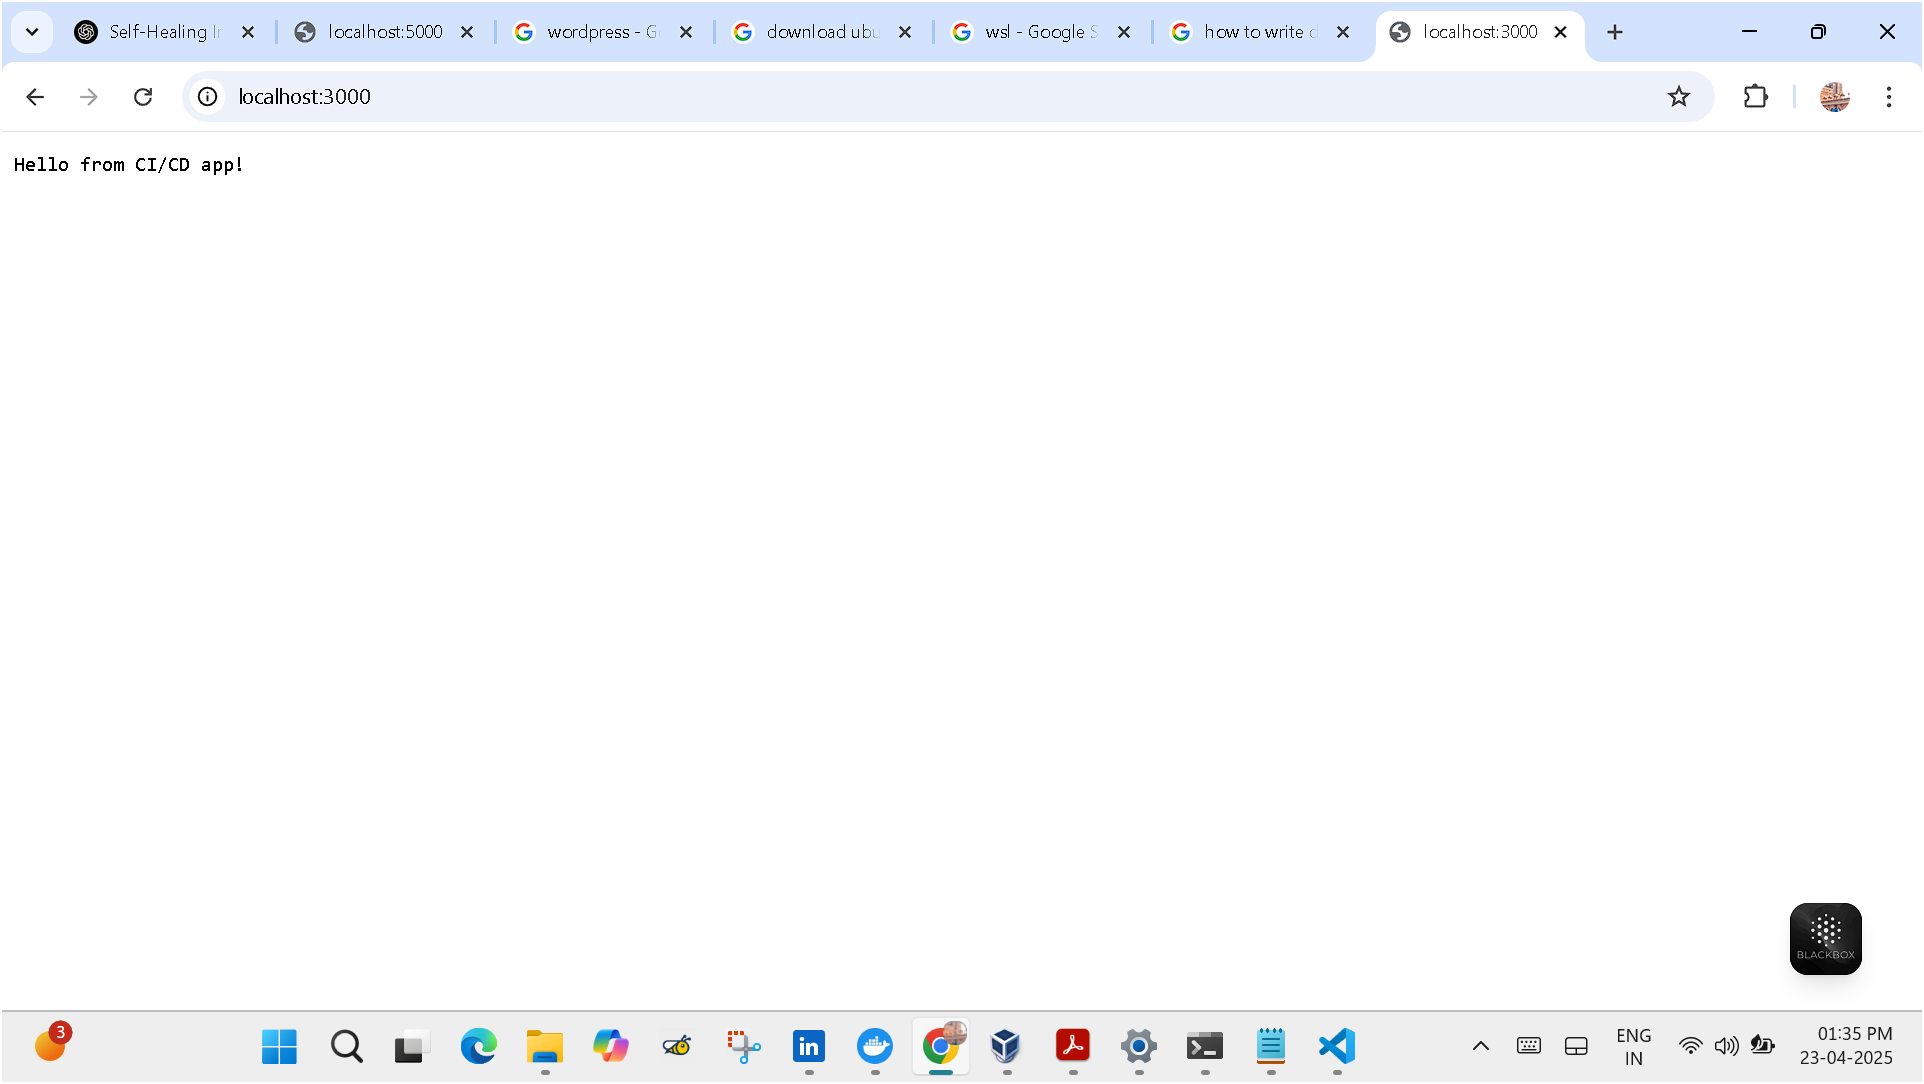 Self-Healing In
localhost:5000
wordpress - G
download ubu
wsl - Google S
how to write d
localhost:3000
localhost:3000
Hello from CI/CD app!
BLACKBOX
3
in
ENG
IN
01:35 PM
23-04-2025